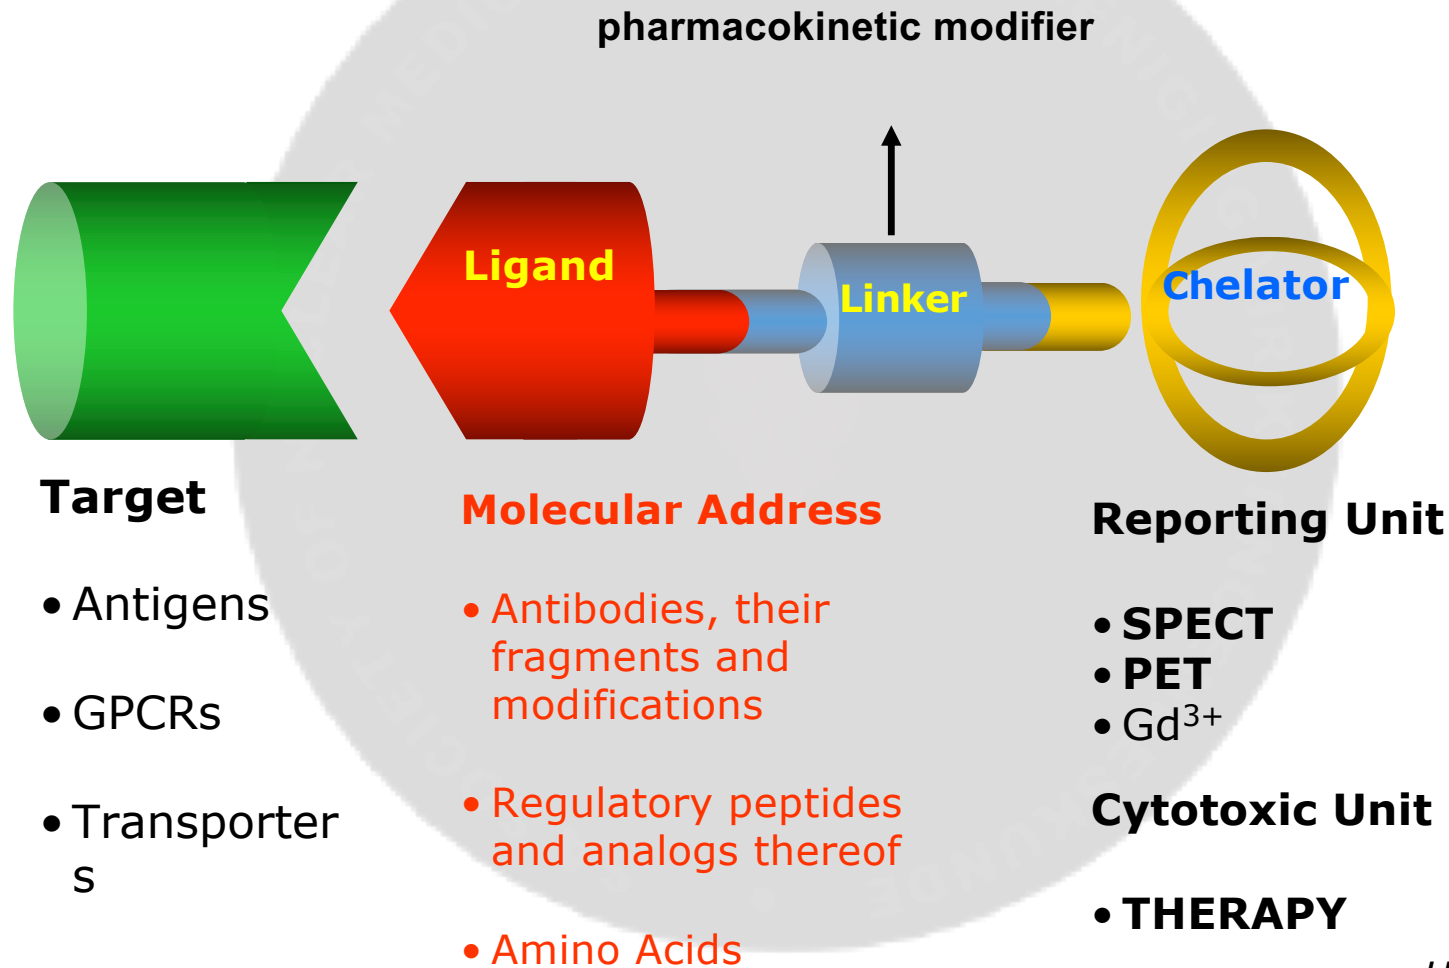 pharmacokinetic modifier
Ligand
Linker
Chelator
Target
• Antigens
• GPCRs
• Transporter
s
Molecular Address
• Antibodies, their
fragments and
modifications
• Regulatory peptides
and analogs thereof
• Amino Acids
Reporting Unit
• SPECT
• PET
• Gd³⁺
Cytotoxic Unit
• THERAPY